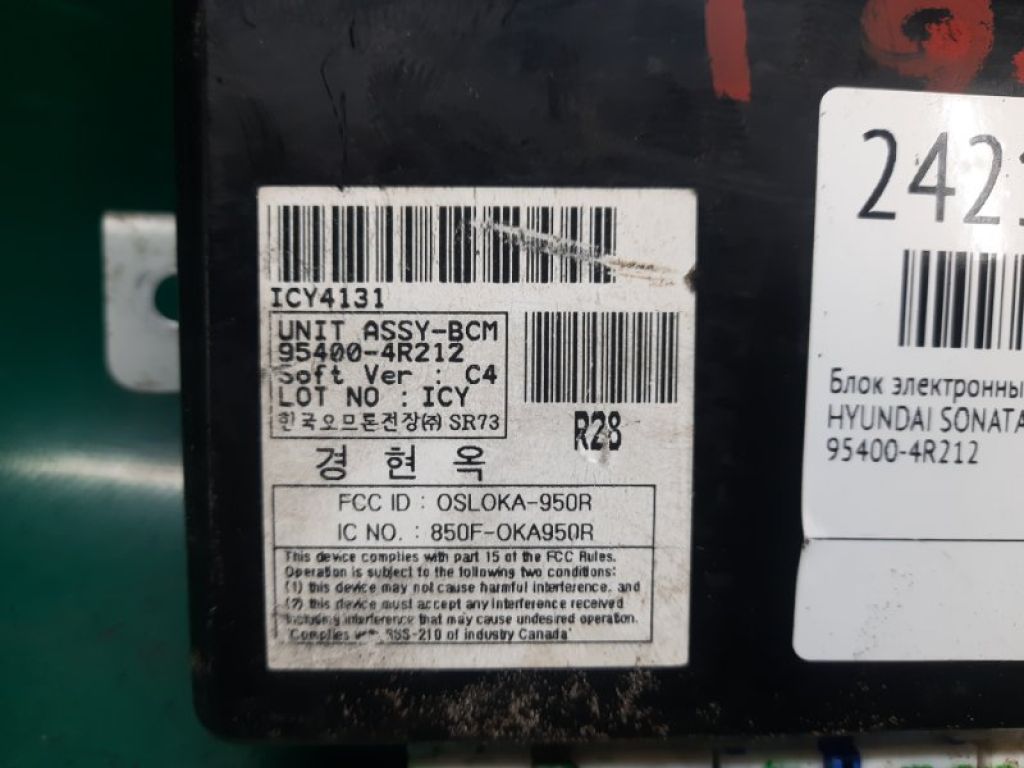 ICY4131
UNIT ASSY-BCM
95400-4R212
Soft Ver : C4
LOT NO : ICY
한국오므론전장㈜ SR73
R28
경 현 옥
FCC ID : OSLOKA-950R
IC NO. : 850F-OKA950R
This device complies with part 15 of the FCC Rules.
Operation is subject to the following two conditions:
(1) this device may not cause harmful interference, and
(2) this device must accept any interference received
including interference that may cause undesired operation.
'Complies with RSS-210 of industry Canada'
242
Блок электронны
HYUNDAI SONATA
95400-4R212